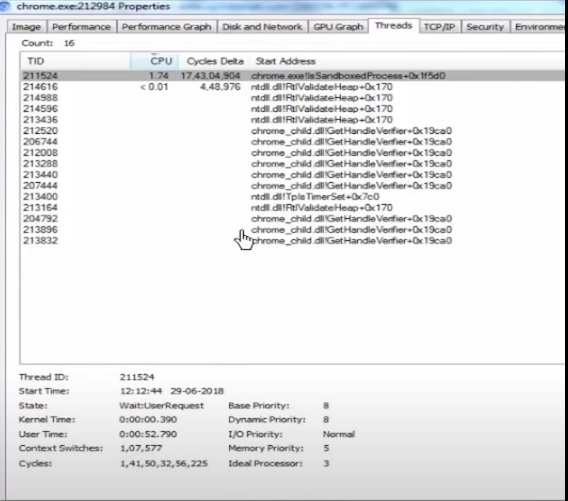 chrome.exe:212984 Properties
Image Performance Performance Graph Disk and Network GPU Graph Threads TCP/IP Security Environme
Count: 16
TID CPU Cycles Delta Start Address
211524 1.74 17,43,04,904 chrome.exe!IsSandboxedProcess+0x1f5d0
214616 < 0.01 4,48,976 ntdll.dll!RtlValidateHeap+0x170
214988 ntdll.dll!RtlValidateHeap+0x170
214596 ntdll.dll!RtlValidateHeap+0x170
213436 ntdll.dll!RtlValidateHeap+0x170
212520 chrome_child.dll!GetHandleVerifier+0x19ca0
206744 chrome_child.dll!GetHandleVerifier+0x19ca0
212008 chrome_child.dll!GetHandleVerifier+0x19ca0
213288 chrome_child.dll!GetHandleVerifier+0x19ca0
213440 chrome_child.dll!GetHandleVerifier+0x19ca0
207444 chrome_child.dll!GetHandleVerifier+0x19ca0
213400 ntdll.dll!TpIsTimerSet+0x7c0
213164 ntdll.dll!RtlValidateHeap+0x170
204792 chrome_child.dll!GetHandleVerifier+0x19ca0
213896 chrome_child.dll!GetHandleVerifier+0x19ca0
213832 chrome_child.dll!GetHandleVerifier+0x19ca0
Thread ID: 211524
Start Time: 12:12:44 29-06-2018
State: Wait:UserRequest Base Priority: 8
Kernel Time: 0:00:00.390 Dynamic Priority: 8
User Time: 0:00:52.790 I/O Priority: Normal
Context Switches: 1,07,577 Memory Priority: 5
Cycles: 1,41,50,32,56,225 Ideal Processor: 3